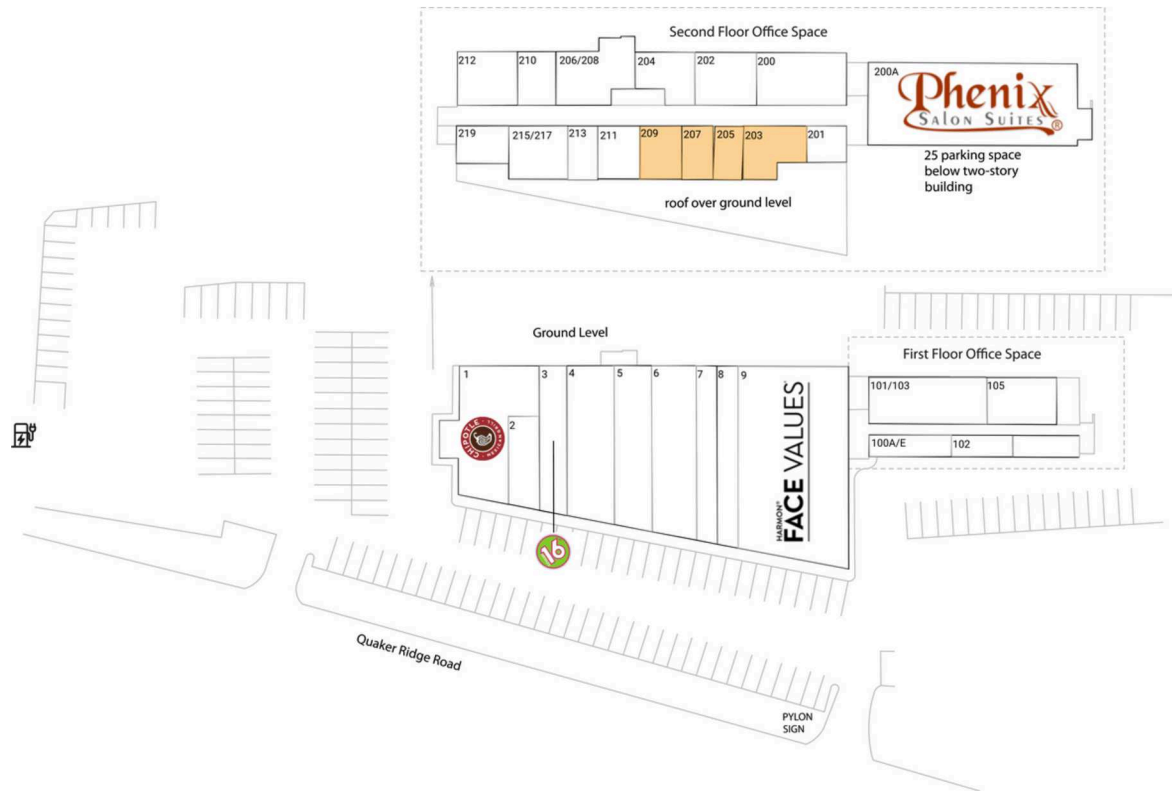 Second Floor Office Space
212
210
206/208
204
202
200
200A
Phenix
SALON SUITES®
219
215/217
213
211
209
207
205
203
201
25 parking space
below two-story
building
roof over ground level
Ground Level
First Floor Office Space
1
2
3
4
5
6
7
8
9
CHIPOTLE
HARMON®
FACE VALUES
101/103
105
100A/E
102
16
Quaker Ridge Road
PYLON
SIGN